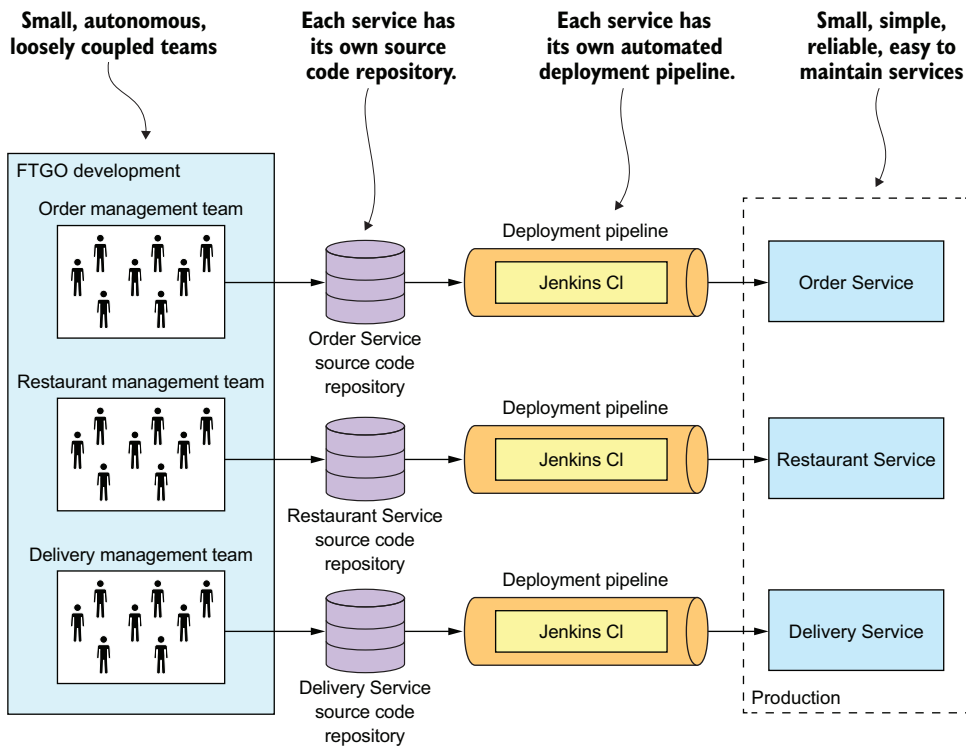 Small, autonomous,
loosely coupled teams
Each service has
its own source
code repository.
Each service has
its own automated
deployment pipeline.
Small, simple,
reliable, easy to
maintain services
FTGO development
Order management team
Order Service
source code
repository
Deployment pipeline
Jenkins CI
Order Service
Restaurant management team
Restaurant Service
source code
repository
Deployment pipeline
Jenkins CI
Restaurant Service
Delivery management team
Delivery Service
source code
repository
Deployment pipeline
Jenkins CI
Delivery Service
Production